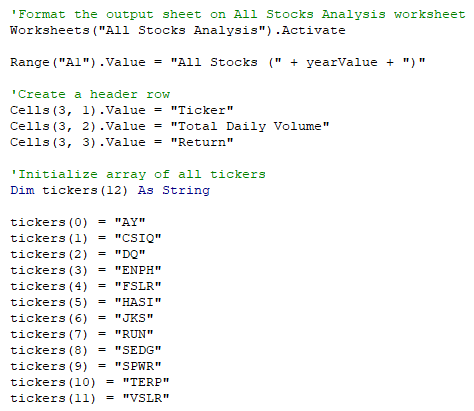 'Format the output sheet on All Stocks Analysis worksheet
Worksheets("All Stocks Analysis").Activate
Range("A1").Value = "All Stocks (" + yearValue + ")"
'Create a header row
Cells(3, 1).Value = "Ticker"
Cells(3, 2).Value = "Total Daily Volume"
Cells(3, 3).Value = "Return"
'Initialize array of all tickers
Dim tickers(12) As String
tickers(0) = "AY"
tickers(1) = "CSIQ"
tickers(2) = "DQ"
tickers(3) = "ENPH"
tickers(4) = "FSLR"
tickers(5) = "HASI"
tickers(6) = "JKS"
tickers(7) = "RUN"
tickers(8) = "SEDG"
tickers(9) = "SPWR"
tickers(10) = "TERP"
tickers(11) = "VSLR"